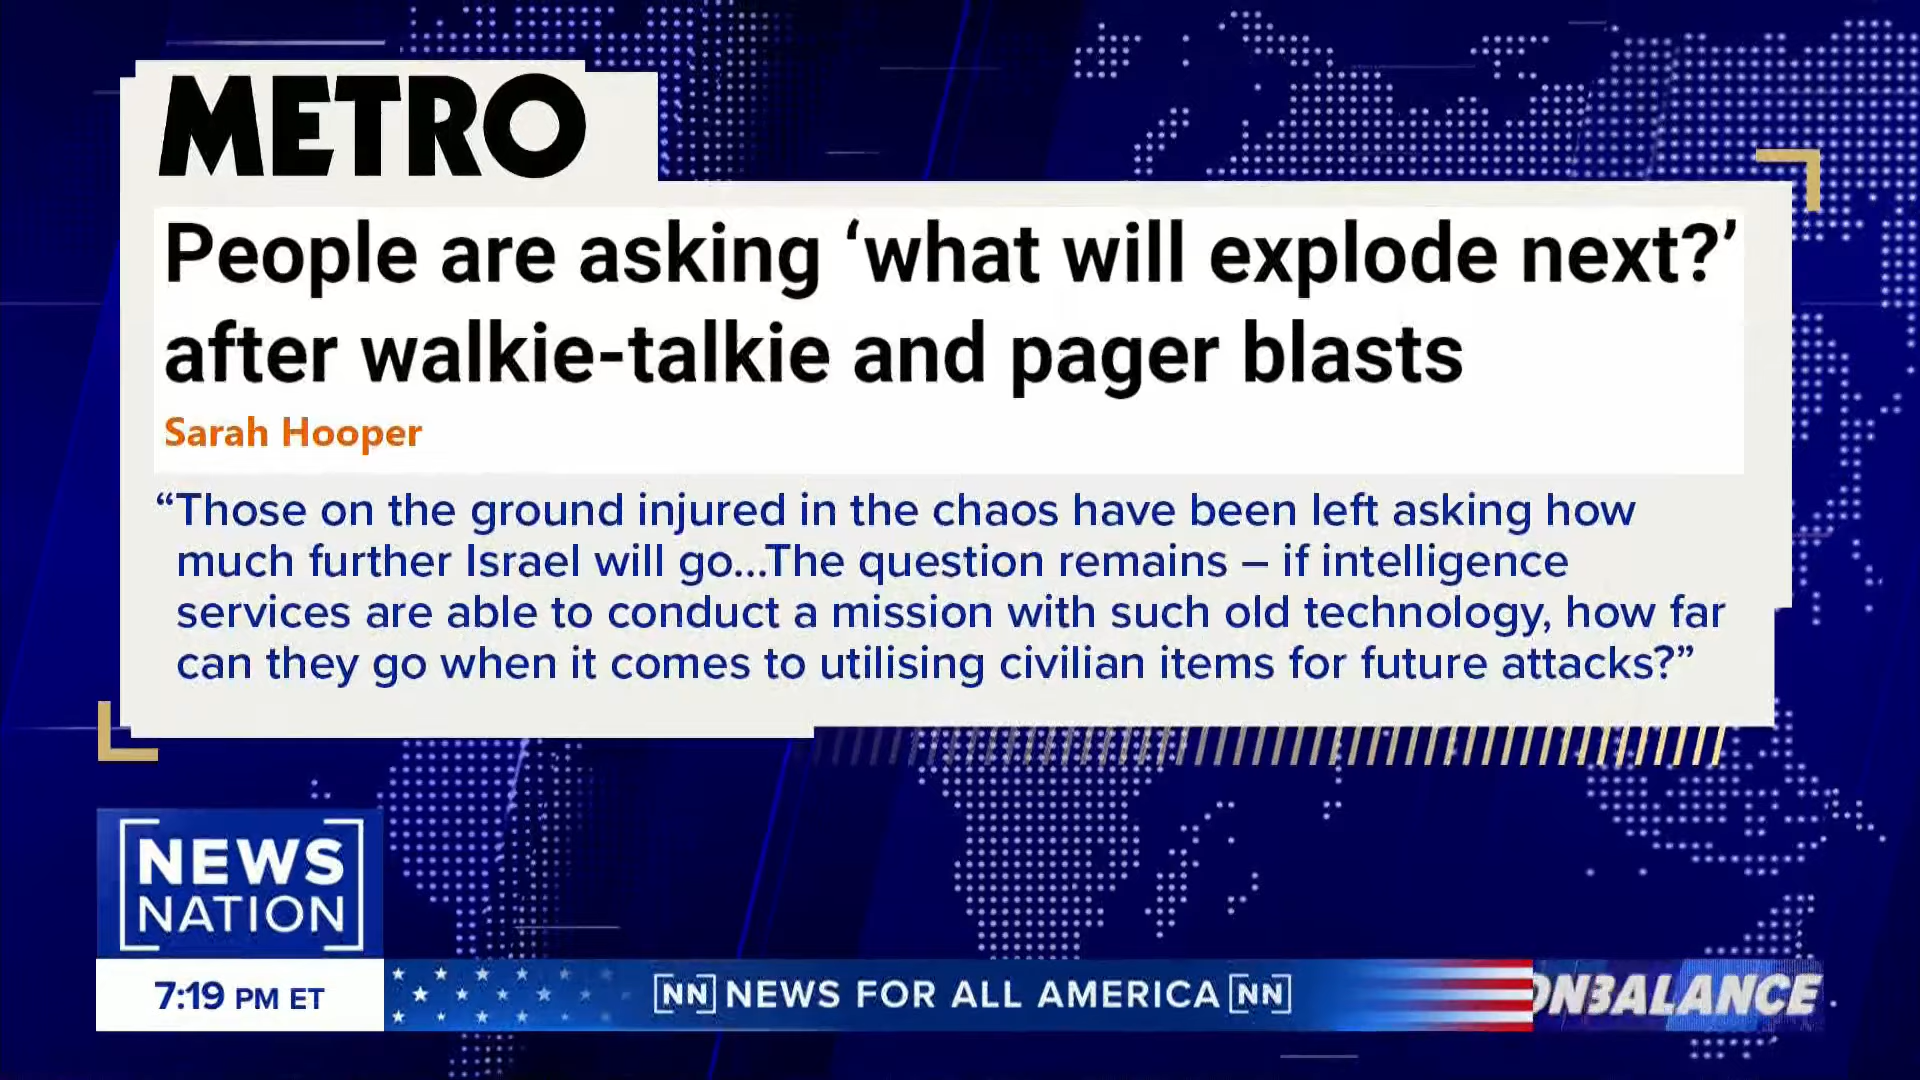 METRO
People are asking ‘what will explode next?’
after walkie-talkie and pager blasts
Sarah Hooper
“Those on the ground injured in the chaos have been left asking how
much further Israel will go...The question remains – if intelligence
services are able to conduct a mission with such old technology, how far
can they go when it comes to utilising civilian items for future attacks?”
NEWS
NATION
7:19 PM ET
NN NEWS FOR ALL AMERICA NN
ONBALANCE